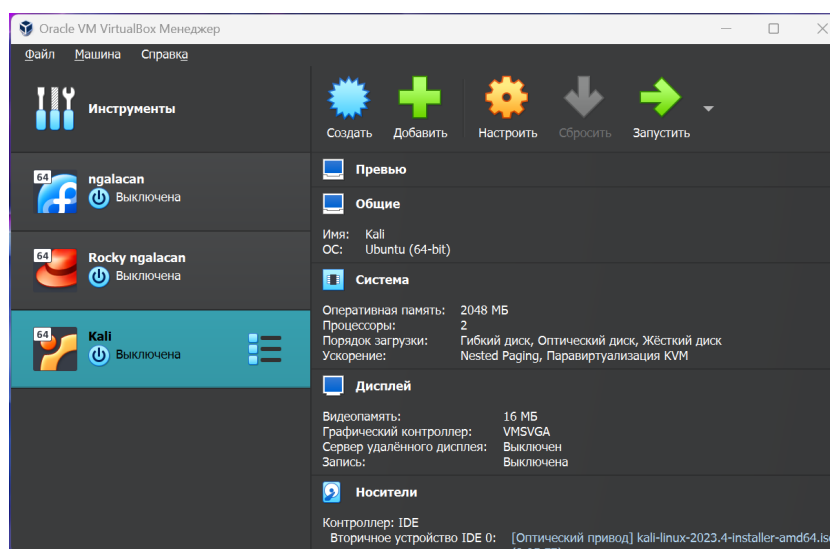 Oracle VM VirtualBox Менеджер
Файл Машина Справка
Инструменты
Создать Добавить Настроить Сбросить Запустить
64
ngalacan
Выключена
64
Rocky ngalacan
Выключена
64
Kali
Выключена
Превью
Общие
Имя: Kali
ОС: Ubuntu (64-bit)
Система
Оперативная память: 2048 МБ
Процессоры: 2
Порядок загрузки: Гибкий диск, Оптический диск, Жёсткий диск
Ускорение: Nested Paging, Паравиртуализация KVM
Дисплей
Видеопамять: 16 МБ
Графический контроллер: VMSVGA
Сервер удалённого дисплея: Выключен
Запись: Выключена
Носители
Контроллер: IDE
Вторичное устройство IDE 0: [Оптический привод] kali-linux-2023.4-installer-amd64.iso